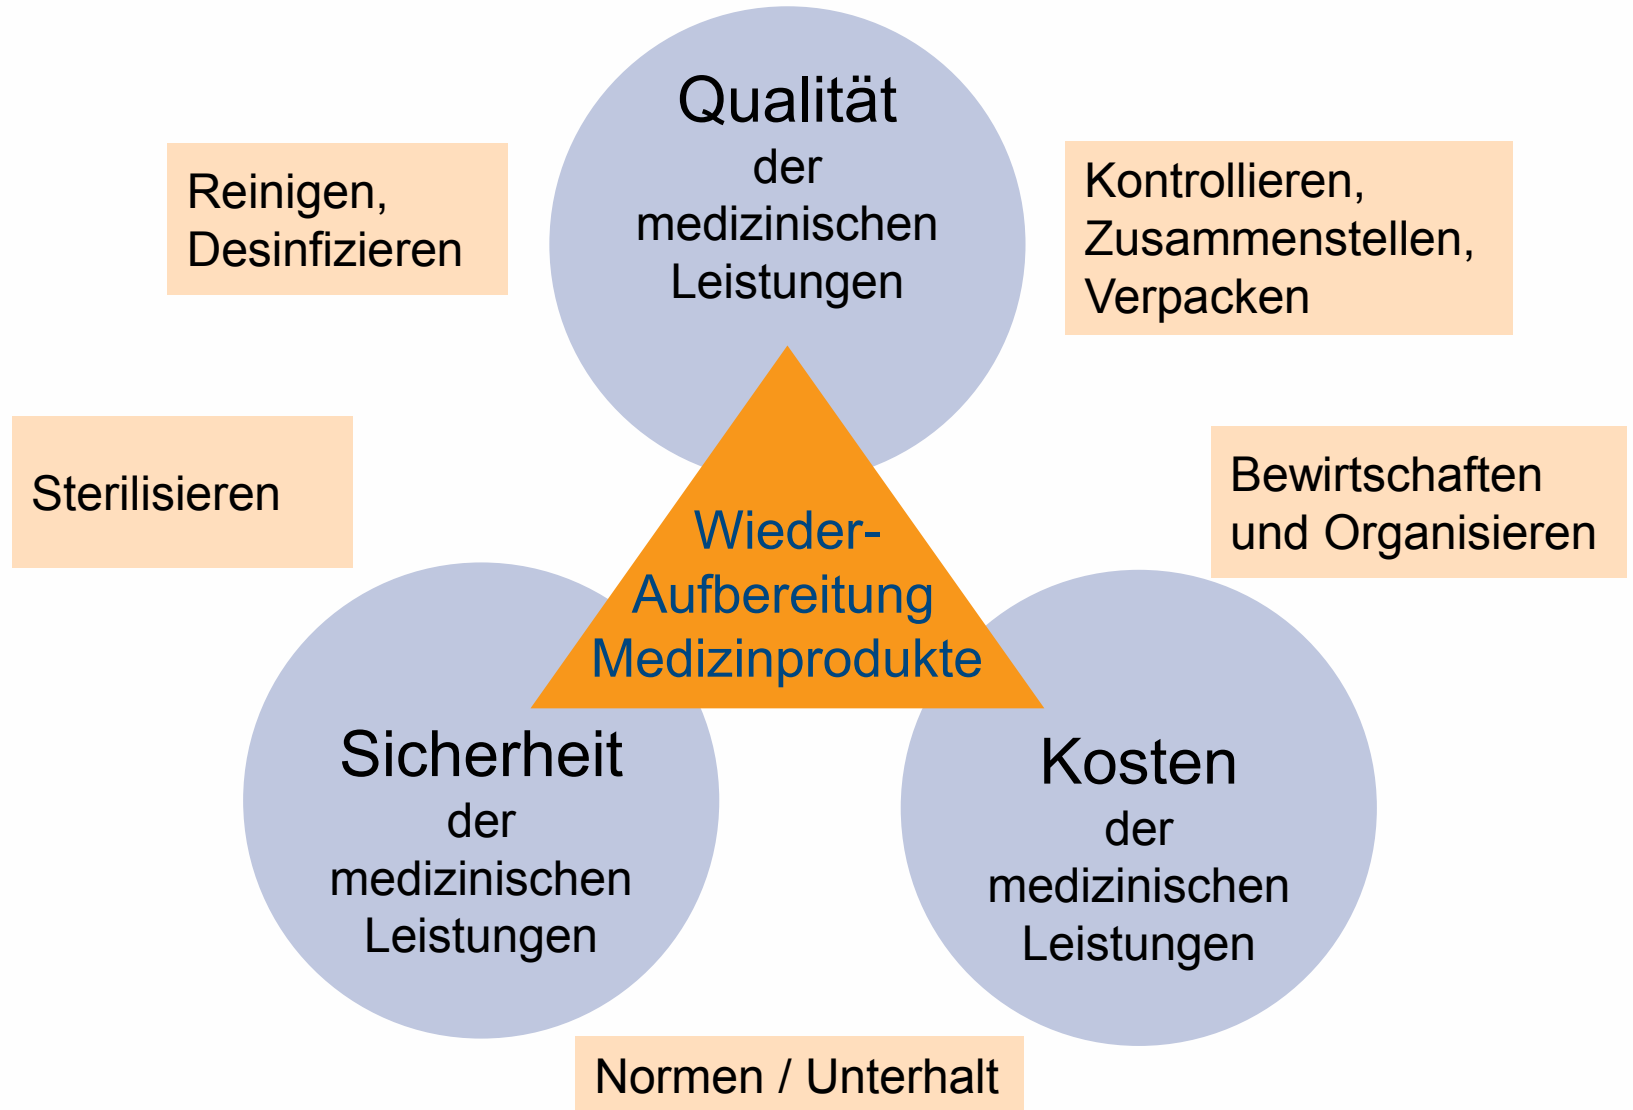 Qualität
der
medizinischen
Leistungen
Reinigen,
Desinfizieren
Kontrollieren,
Zusammenstellen,
Verpacken
Sterilisieren
Bewirtschaften
und Organisieren
Wieder-
Aufbereitung
Medizinprodukte
Sicherheit
der
medizinischen
Leistungen
Kosten
der
medizinischen
Leistungen
Normen / Unterhalt